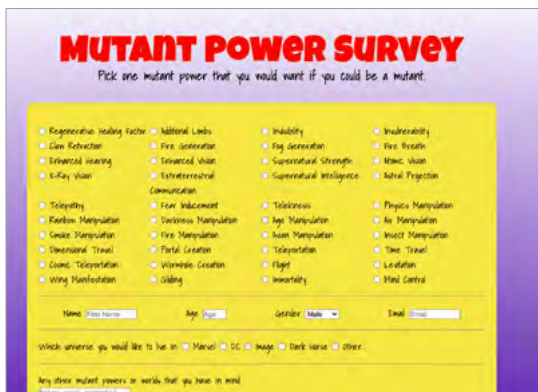 MUTANT POWER SURVEY
Pick one mutant power that you would want if you could be a mutant.
Regenerative Healing Factor Additional Limbs Invisibility Invulnerability
Claw Retraction Fire Generation Fog Generation Fire Breath
Enhanced Hearing Enhanced Vision Supernatural Strength Atomic Vision
X-Ray Vision Extraterrestrial Supernatural Intelligence Astral Projection
Communication
Telepathy Fear Inducement Telekinesis Physics Manipulation
Rainbow Manipulation Darkness Manipulation Age Manipulation Air Manipulation
Smoke Manipulation Fire Manipulation Avian Manipulation Insect Manipulation
Dimensional Travel Portal Creation Teleportation Time Travel
Cosmic Teleportation Wormhole Creation Flight Levitation
Wing Manifestation Gliding Immortality Mind Control
Name First Name Age Age Gender Male Email Email
Which universe you would like to live in Marvel DC Image Dark Horse Other
Any other mutant powers or worlds that you have in mind